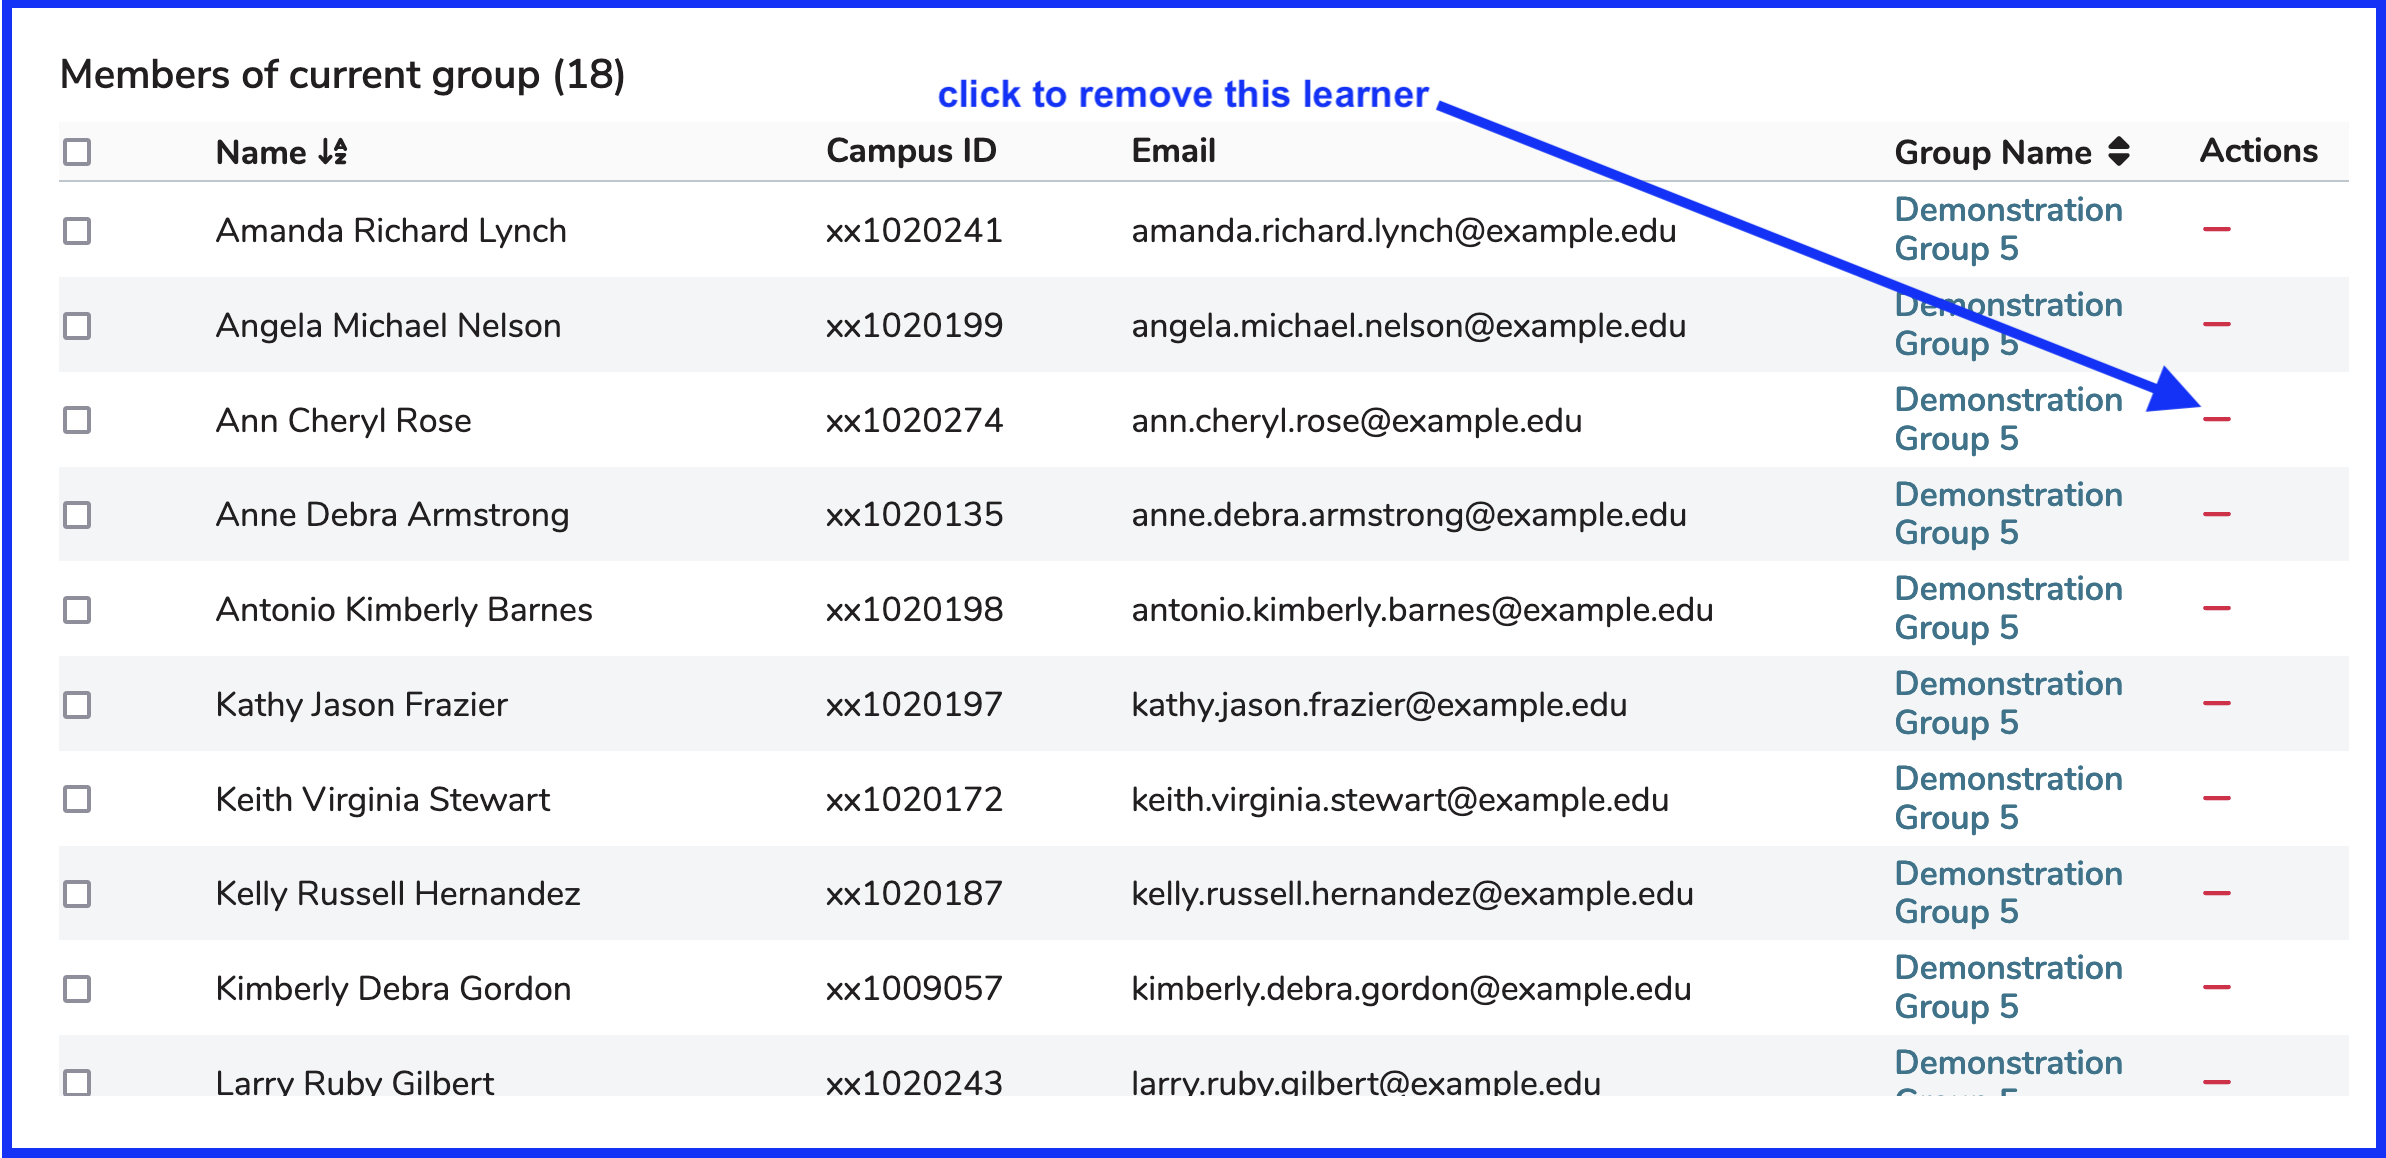 Members of current group (18)
click to remove this learner
Name Campus ID Email Group Name Actions
Amanda Richard Lynch xx1020241 amanda.richard.lynch@example.edu Demonstration
Group 5
Angela Michael Nelson xx1020199 angela.michael.nelson@example.edu Demonstration
Group 5
Ann Cheryl Rose xx1020274 ann.cheryl.rose@example.edu Demonstration
Group 5
Anne Debra Armstrong xx1020135 anne.debra.armstrong@example.edu Demonstration
Group 5
Antonio Kimberly Barnes xx1020198 antonio.kimberly.barnes@example.edu Demonstration
Group 5
Kathy Jason Frazier xx1020197 kathy.jason.frazier@example.edu Demonstration
Group 5
Keith Virginia Stewart xx1020172 keith.virginia.stewart@example.edu Demonstration
Group 5
Kelly Russell Hernandez xx1020187 kelly.russell.hernandez@example.edu Demonstration
Group 5
Kimberly Debra Gordon xx1009057 kimberly.debra.gordon@example.edu Demonstration
Group 5
Larry Ruby Gilbert xx1020243 larry.ruby.gilbert@example.edu Demonstration